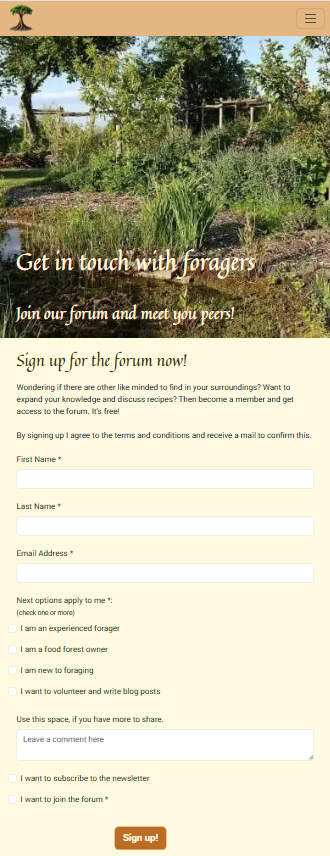 Get in touch with foragers
Join our forum and meet you peers!
Sign up for the forum now!
Wondering if there are other like minded to find in your surroundings? Want to
expand your knowledge and discuss recipes? Then become a member and get
access to the forum. It's free!
By signing up I agree to the terms and conditions and receive a mail to confirm this.
First Name *
Last Name *
Email Address *
Next options apply to me *:
(check one or more)
I am an experienced forager
I am a food forest owner
I am new to foraging
I want to volunteer and write blog posts
Use this space, if you have more to share.
Leave a comment here
I want to subscribe to the newsletter
I want to join the forum *
Sign up!